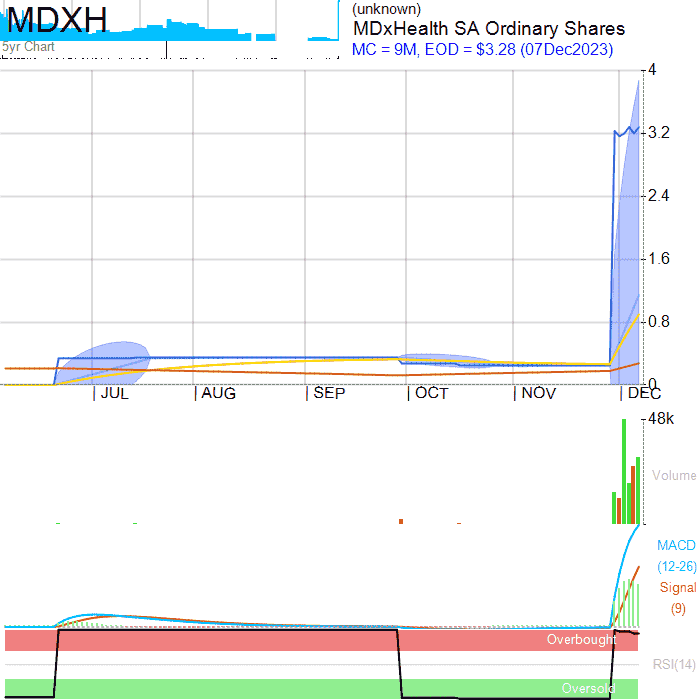 MDXH
5yr Chart
(unknown)
MDxHealth SA Ordinary Shares
MC = 9M, EOD = $3.28 (07Dec2023)
4
3.2
2.4
1.6
0.8
0
JUL AUG SEP OCT NOV DEC
48k
Volume
MACD
(12-26)
Signal
(9)
Overbought
RSI(14)
Oversold